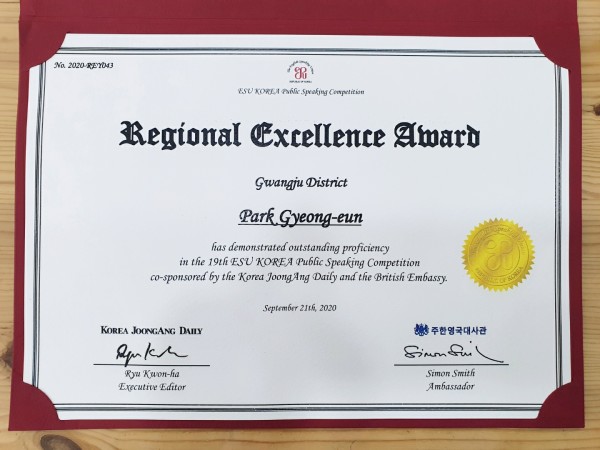 No. 2020-REY043
ESU KOREA Public Speaking Competition
Regional Excellence Award
Gwangju District
Park Gyeong-eun
has demonstrated outstanding proficiency
in the 19th ESU KOREA Public Speaking Competition
co-sponsored by the Korea JoongAng Daily and the British Embassy.
September 21th, 2020
KOREA JOONGANG DAILY
Ryu Kwon-ha
Executive Editor
주한영국대사관
Simon Smith
Ambassador